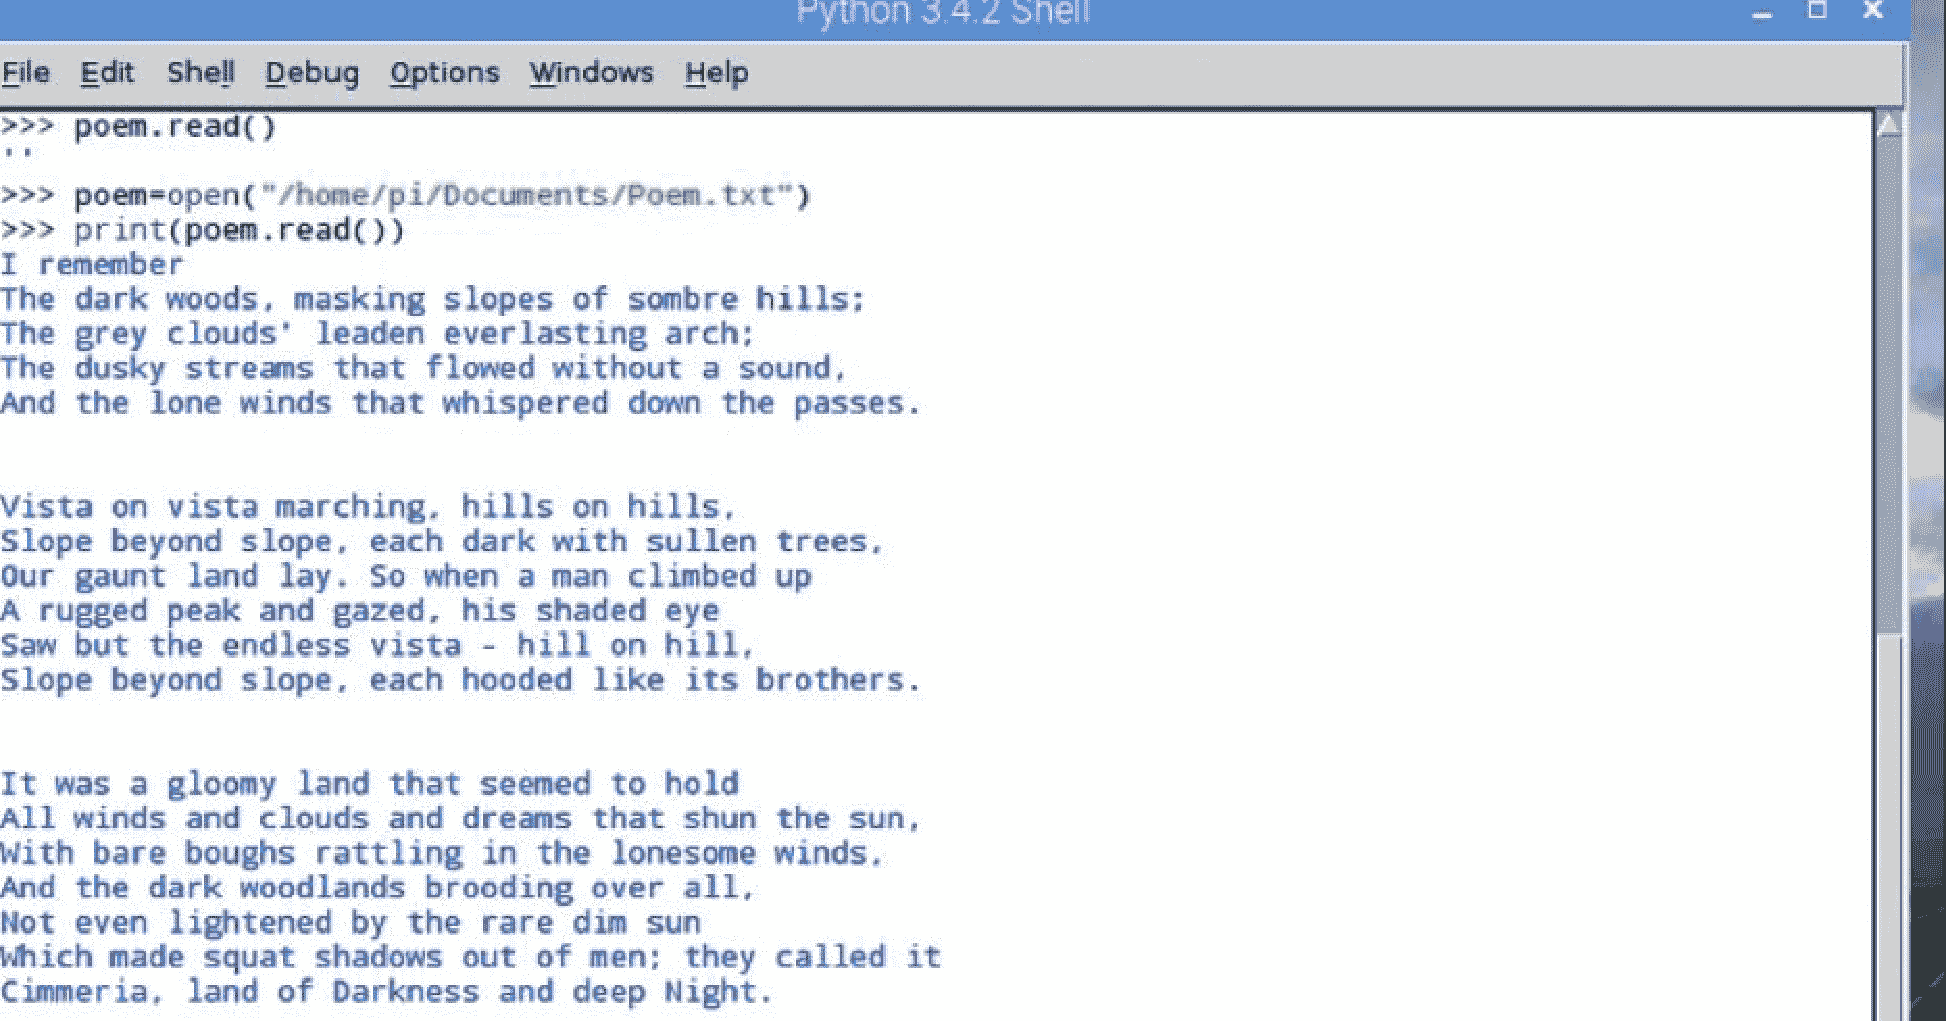 Python 3.4.2 Shell
File Edit Shell Debug Options Windows Help
>>> poem.read()
''
>>> poem=open("/home/pi/Documents/Poem.txt")
>>> print(poem.read())
I remember
The dark woods, masking slopes of sombre hills;
The grey clouds' leaden everlasting arch;
The dusky streams that flowed without a sound,
And the lone winds that whispered down the passes.
Vista on vista marching, hills on hills,
Slope beyond slope, each dark with sullen trees,
Our gaunt land lay. So when a man climbed up
A rugged peak and gazed, his shaded eye
Saw but the endless vista - hill on hill,
Slope beyond slope, each hooded like its brothers.
It was a gloomy land that seemed to hold
All winds and clouds and dreams that shun the sun,
With bare boughs rattling in the lonesome winds,
And the dark woodlands brooding over all,
Not even lightened by the rare dim sun
Which made squat shadows out of men; they called it
Cimmeria, land of Darkness and deep Night.